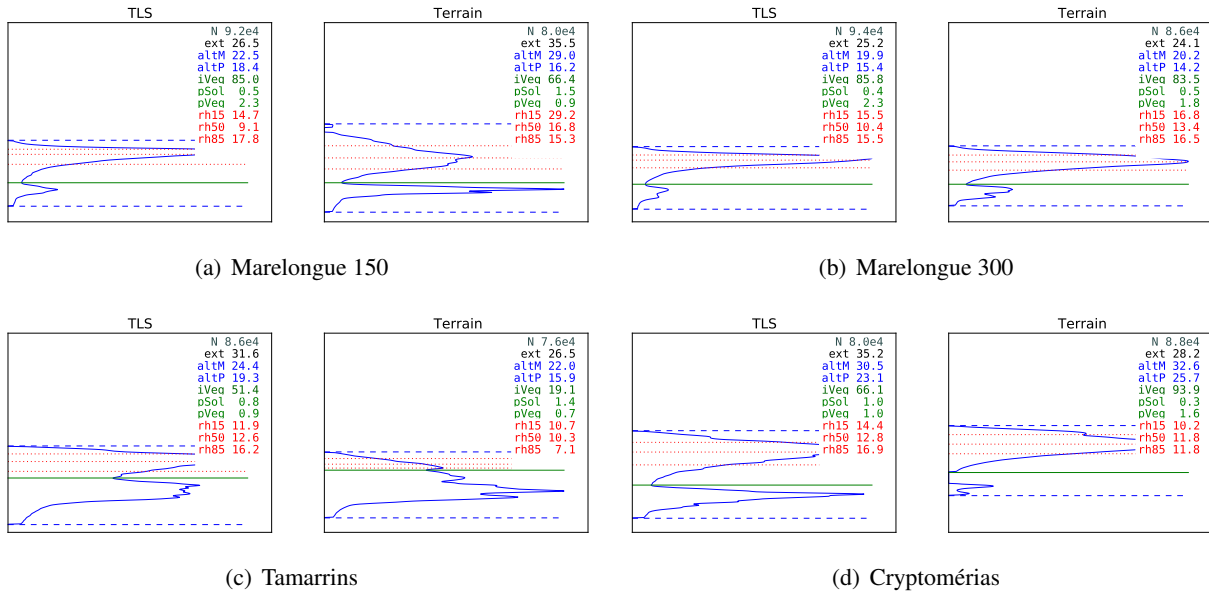 TLS
N 9.2e4
ext 26.5
altM 22.5
altP 18.4
iVeg 85.0
pSol 0.5
pVeg 2.3
rh15 14.7
rh50 9.1
rh85 17.8
Terrain
N 8.0e4
ext 35.5
altM 29.0
altP 16.2
iVeg 66.4
pSol 1.5
pVeg 0.9
rh15 29.2
rh50 16.8
rh85 15.3
(a) Marelongue 150
TLS
N 9.4e4
ext 25.2
altM 19.9
altP 15.4
iVeg 85.8
pSol 0.4
pVeg 2.3
rh15 15.5
rh50 10.4
rh85 15.5
Terrain
N 8.6e4
ext 24.1
altM 20.2
altP 14.2
iVeg 83.5
pSol 0.5
pVeg 1.8
rh15 16.8
rh50 13.4
rh85 16.5
(b) Marelongue 300
TLS
N 8.6e4
ext 31.6
altM 24.4
altP 19.3
iVeg 51.4
pSol 0.8
pVeg 0.9
rh15 11.9
rh50 12.6
rh85 16.2
Terrain
N 7.6e4
ext 26.5
altM 22.0
altP 15.9
iVeg 19.1
pSol 1.4
pVeg 0.7
rh15 10.7
rh50 10.3
rh85 7.1
(c) Tamarrins
TLS
N 8.0e4
ext 35.2
altM 30.5
altP 23.1
iVeg 66.1
pSol 1.0
pVeg 1.0
rh15 14.4
rh50 12.8
rh85 16.9
Terrain
N 8.8e4
ext 28.2
altM 32.6
altP 25.7
iVeg 93.9
pSol 0.3
pVeg 1.6
rh15 10.2
rh50 11.8
rh85 11.8
(d) Cryptomérias